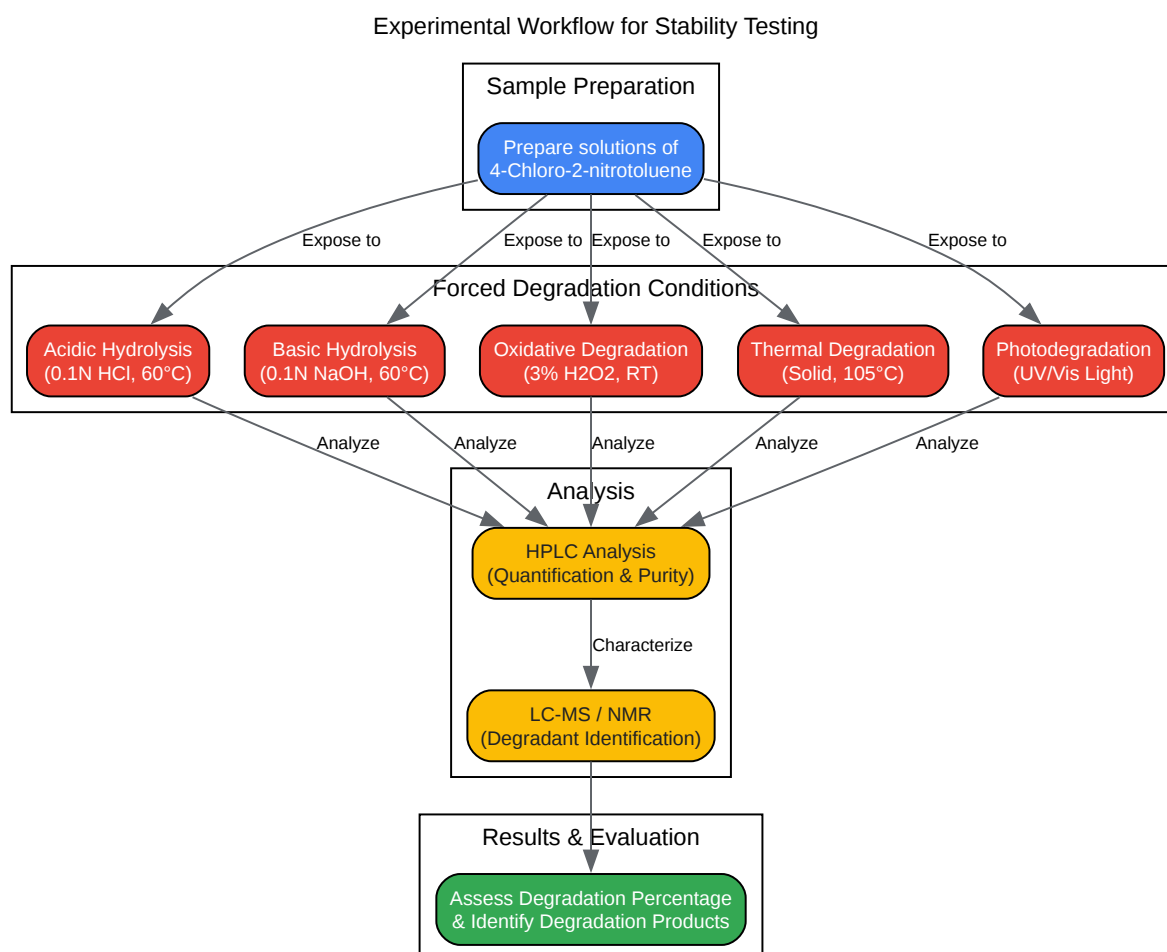 Experimental Workflow for Stability Testing
Sample Preparation
Prepare solutions of
4-Chloro-2-nitrotoluene
Expose to
Expose to
Expose to
Expose to
Expose to
Forced Degradation Conditions
Acidic Hydrolysis
(0.1N HCl, 60°C)
Basic Hydrolysis
(0.1N NaOH, 60°C)
Oxidative Degradation
(3% H2O2, RT)
Thermal Degradation
(Solid, 105°C)
Photodegradation
(UV/Vis Light)
Analyze
Analyze
Analyze
Analyze
Analyze
Analysis
HPLC Analysis
(Quantification & Purity)
Characterize
LC-MS / NMR
(Degradant Identification)
Results & Evaluation
Assess Degradation Percentage
& Identify Degradation Products